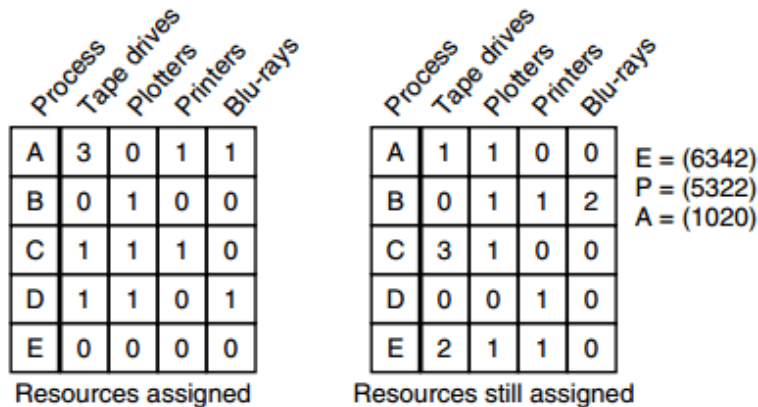 Process Tape drives Plotters Printers Blu-rays
A 3 0 1 1
B 0 1 0 0
C 1 1 1 0
D 1 1 0 1
E 0 0 0 0
Resources assigned
Process Tape drives Plotters Printers Blu-rays
A 1 1 0 0
B 0 1 1 2
C 3 1 0 0
D 0 0 1 0
E 2 1 1 0
Resources still assigned
E = (6342)
P = (5322)
A = (1020)